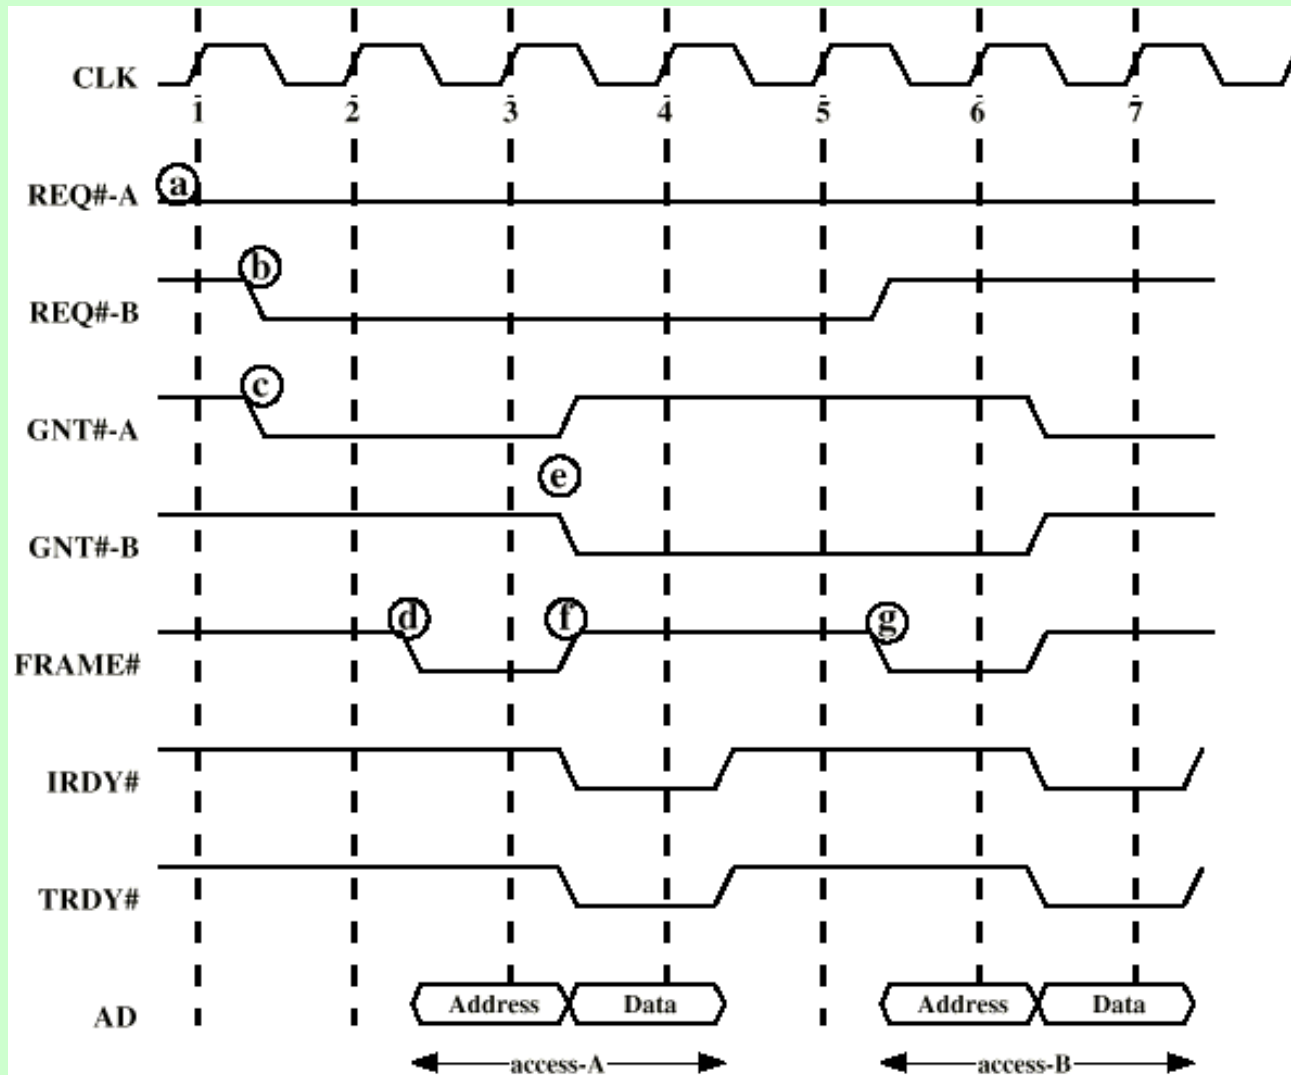 CLK
1 2 3 4 5 6 7
a
REQ#-A
b
REQ#-B
c
GNT#-A
e
GNT#-B
d f g
FRAME#
IRDY#
TRDY#
Address Data Address Data
AD
access-A access-B